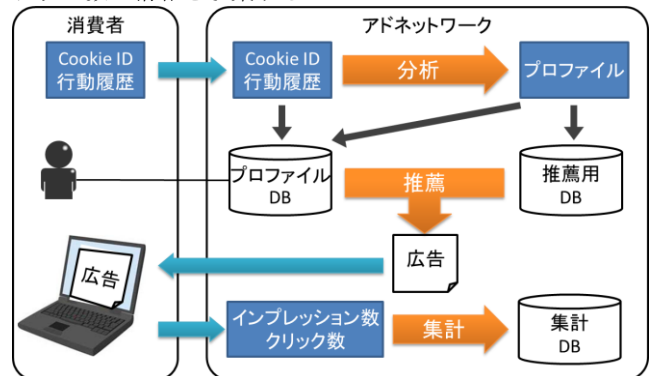 消費者
アドネットワーク
Cookie ID
行動履歴
Cookie ID
行動履歴
分析
プロファイル
プロファイル
DB
推薦
推薦用
DB
広告
広告
インプレッション数
クリック数
集計
集計
DB